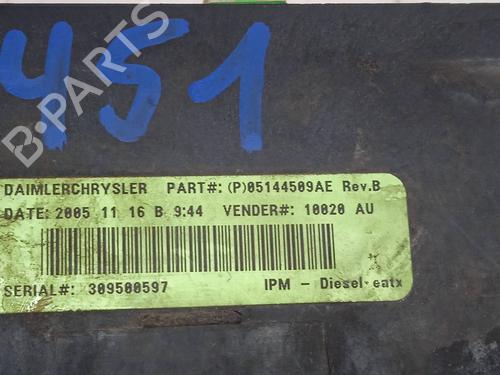 451
B-PARTS
DAIMLERCHRYSLER PART#: (P)05144509AE Rev.B
DATE: 2005 11 16 B 9:44 VENDER#: 10020 AU
SERIAL#: 309500597 IPM - Diesel-eatx